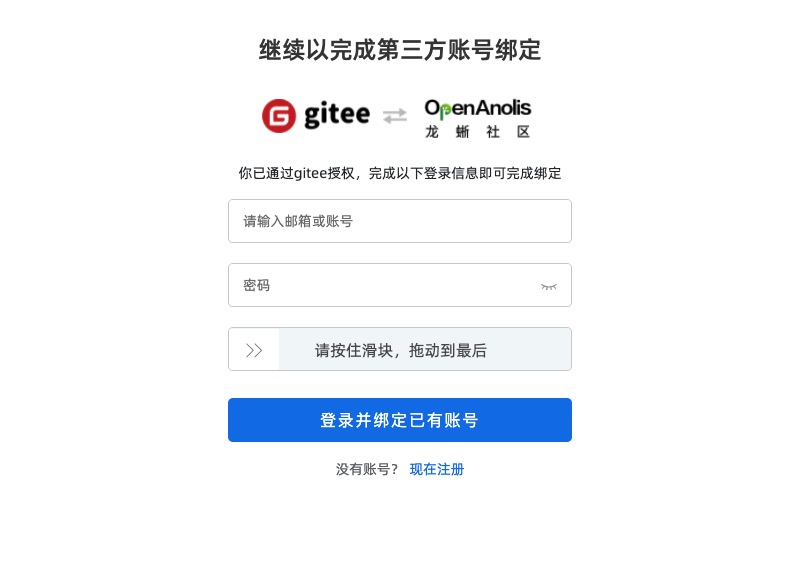 继续以完成第三方账号绑定
gitee
OpenAnolis
龙蜥社区
你已通过gitee授权，完成以下登录信息即可完成绑定
请输入邮箱或账号
密码
请按住滑块，拖动到最后
登录并绑定已有账号
没有账号？ 现在注册